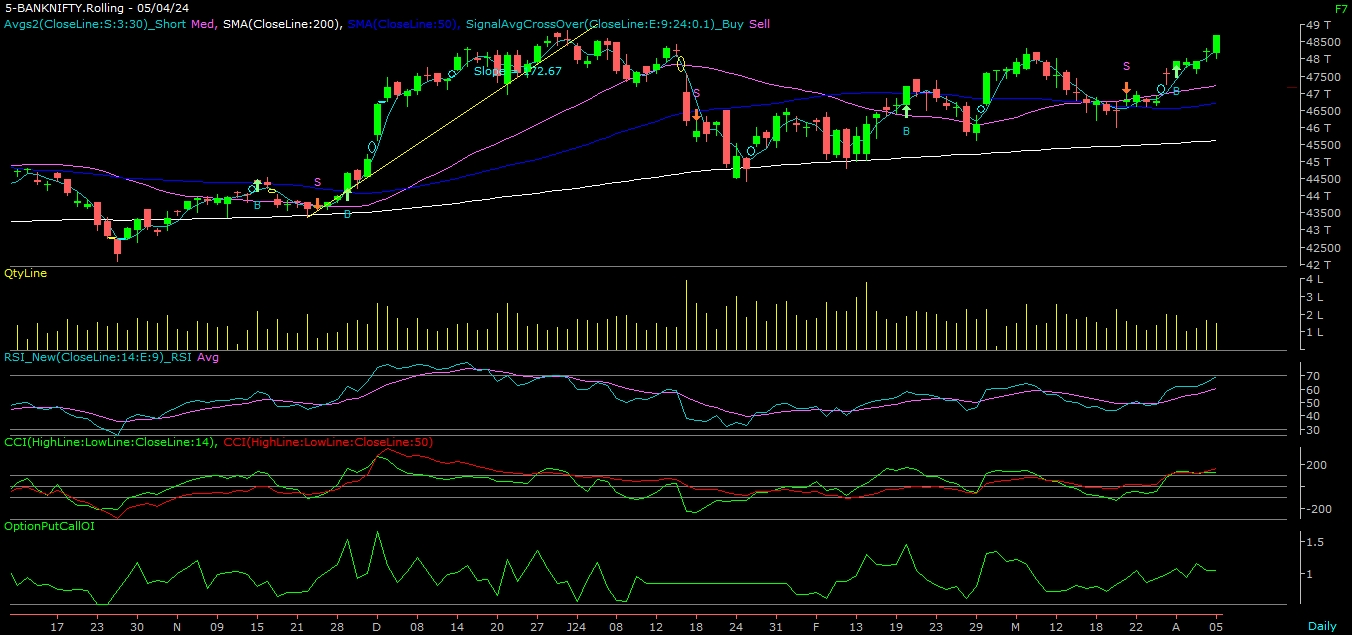 5-BANKNIFTY.Rolling - 05/04/24
F7
Avgs2(CloseLine:S:3:30)_Short Med, SMA(CloseLine:200), SMA(CloseLine:50), SignalAvgCrossOver(CloseLine:E:9:24:0.1)_Buy Sell
49 T
48500
48 T
47500
47 T
46500
46 T
45500
45 T
44500
44 T
43500
43 T
42500
42 T
S
S
S
B
B
B
B
QtyLine
4 L
3 L
2 L
1 L
RSI_New(CloseLine:14:E:9)_RSI Avg
70
60
50
40
30
CCI(HighLine:LowLine:CloseLine:14), CCI(HighLine:LowLine:CloseLine:50)
200
-200
OptionPutCallOI
1.5
1
17 23 30 N 09 15 21 28 D 08 14 20 27 J24 08 12 18 24 31 F 13 19 23 29 M 12 18 22 A 05
Daily